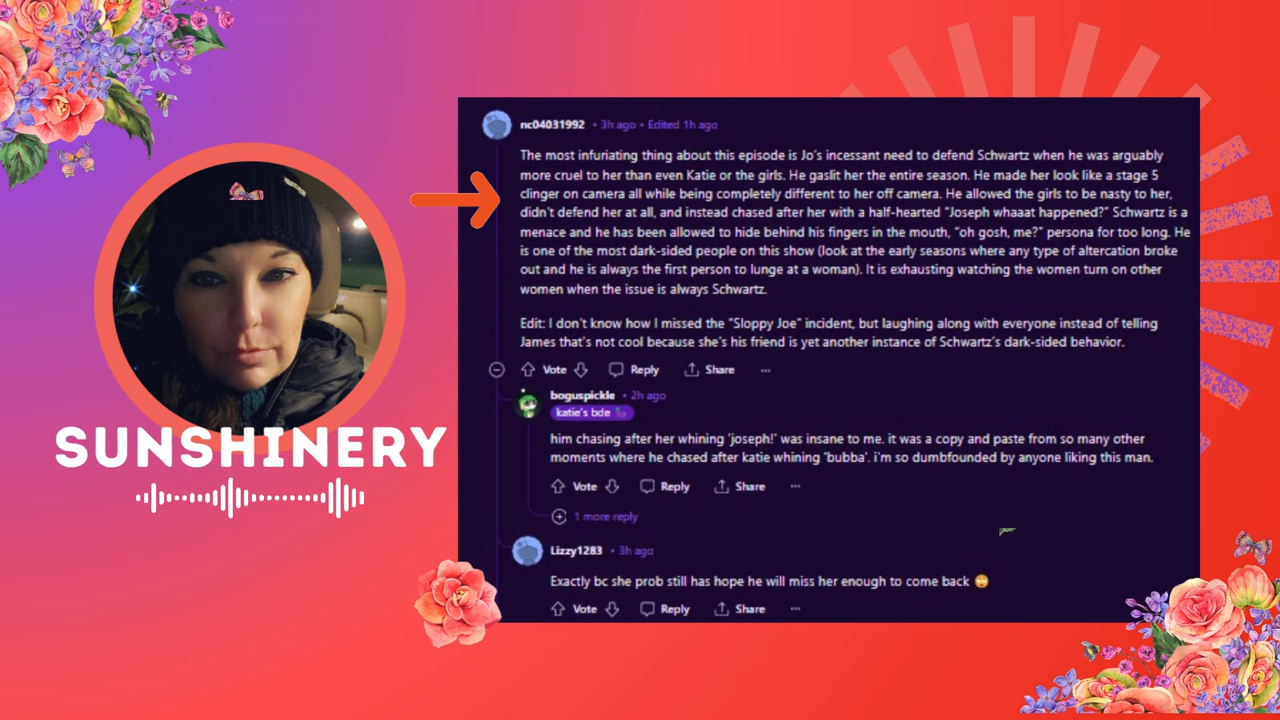 SUNSHINERY
nc04031992 • 3h ago • Edited 1h ago
The most infuriating thing about this episode is Jo's incessant need to defend Schwartz when he was arguably
more cruel to her than even Katie or the girls. He gaslit her the entire season. He made her look like a stage 5
clinger on camera all while being completely different to her off camera. He allowed the girls to be nasty to her,
didn't defend her at all, and instead chased after her with a half-hearted "Joseph whaaat happened?" Schwartz is a
menace and he has been allowed to hide behind his fingers in the mouth, "oh gosh, me?" persona for too long. He
is one of the most dark-sided people on this show (look at the early seasons where any type of altercation broke
out and he is always the first person to lunge at a woman). It is exhausting watching the women turn on other
women when the issue is always Schwartz.
Edit: I don't know how I missed the "Sloppy Joe" incident, but laughing along with everyone instead of telling
James that's not cool because she's his friend is yet another instance of Schwartz's dark-sided behavior.
Vote Reply Share ...
boguspickle • 2h ago
katie's bde
him chasing after her whining 'joseph!' was insane to me. it was a copy and paste from so many other
moments where he chased after katie whining 'bubba'. i'm so dumbfounded by anyone liking this man.
Vote Reply Share ...
1 more reply
Lizzy1283 • 3h ago
Exactly bc she prob still has hope he will miss her enough to come back 🙄
Vote Reply Share ...